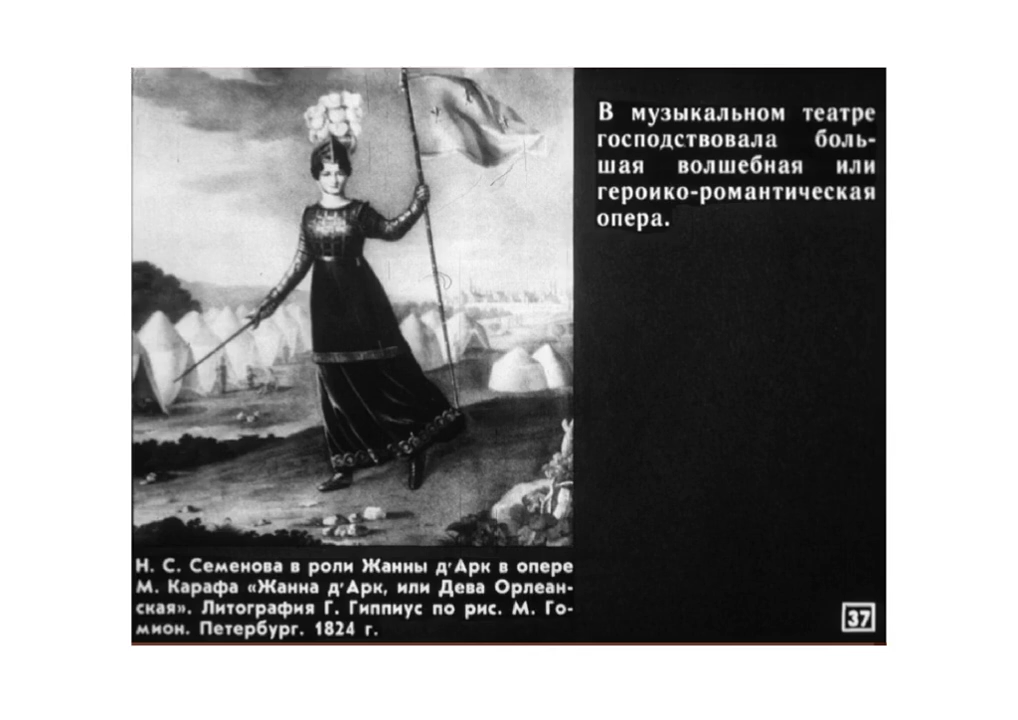 В музыкальном театре
господствовала боль-
шая волшебная или
героико-романтическая
опера.
Н. С. Семенова в роли Жанны д'Арк в опере
М. Карафа «Жанна д'Арк, или Дева Орлеан-
ская». Литография Г. Гиппиус по рис. М. Го-
мион. Петербург. 1824 г.
37